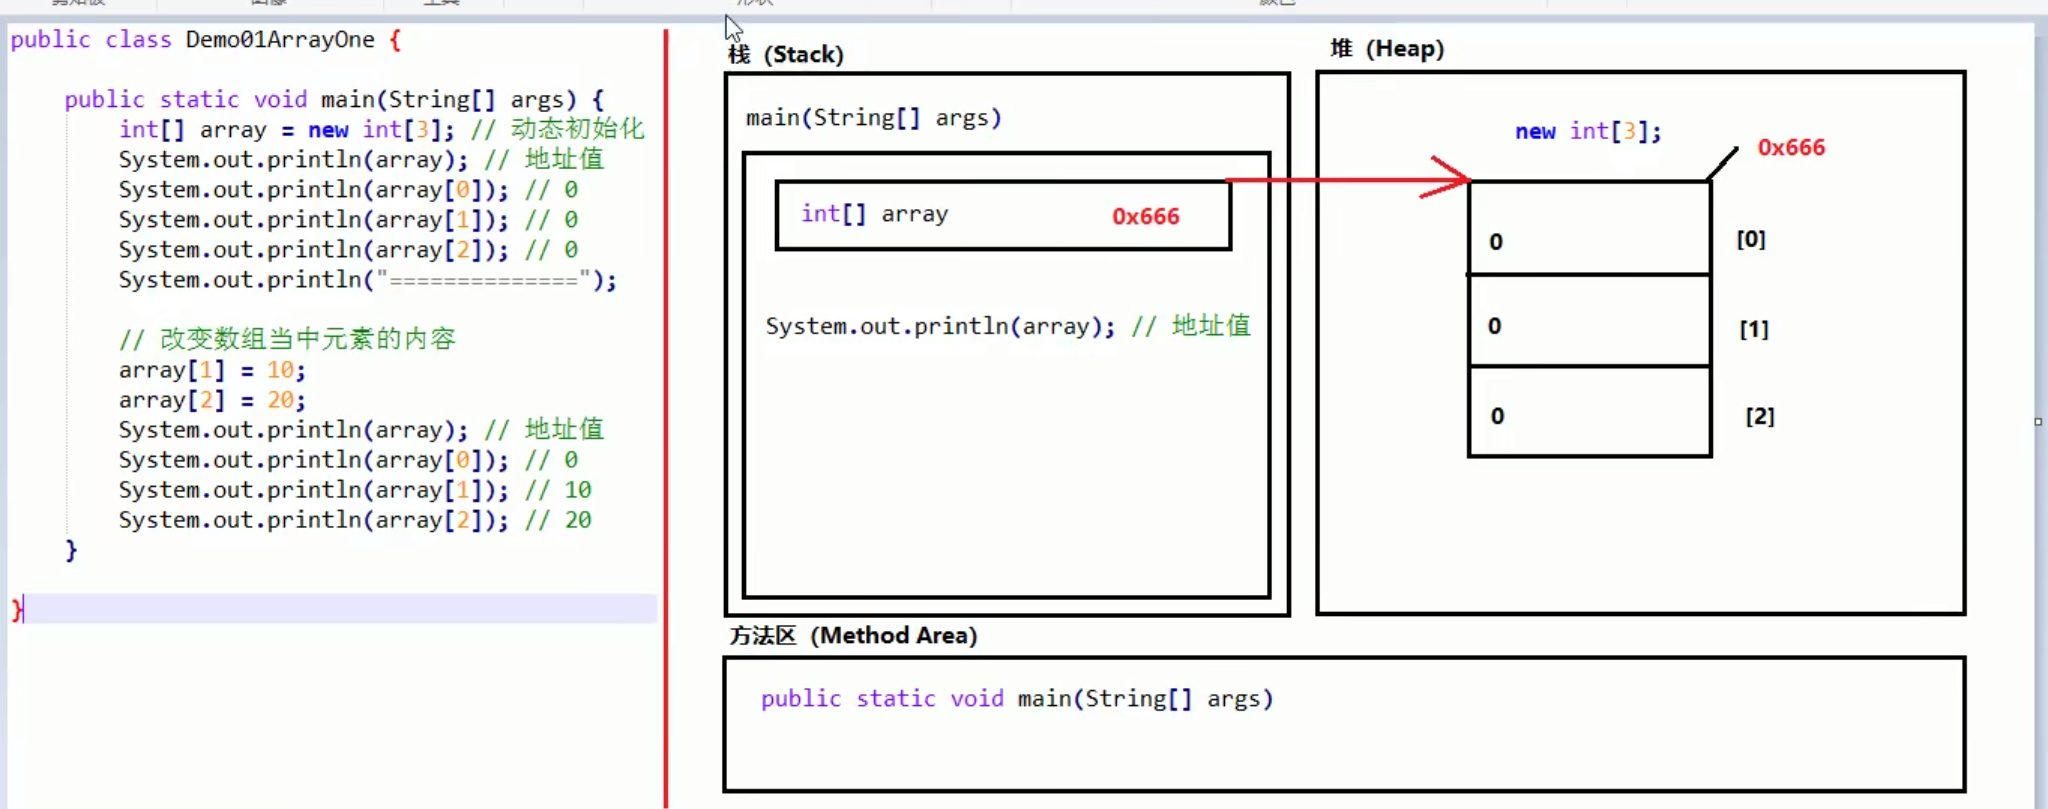 public class Demo01ArrayOne {
public static void main(String[] args) {
int[] array = new int[3]; // 动态初始化
System.out.println(array); // 地址值
System.out.println(array[0]); // 0
System.out.println(array[1]); // 0
System.out.println(array[2]); // 0
System.out.println("==============");
// 改变数组当中元素的内容
array[1] = 10;
array[2] = 20;
System.out.println(array); // 地址值
System.out.println(array[0]); // 0
System.out.println(array[1]); // 10
System.out.println(array[2]); // 20
}
}
栈（Stack）
main(String[] args)
int[] array 0x666
System.out.println(array); // 地址值
堆（Heap）
new int[3];
0x666
0 [0]
0 [1]
0 [2]
方法区（Method Area）
public static void main(String[] args)